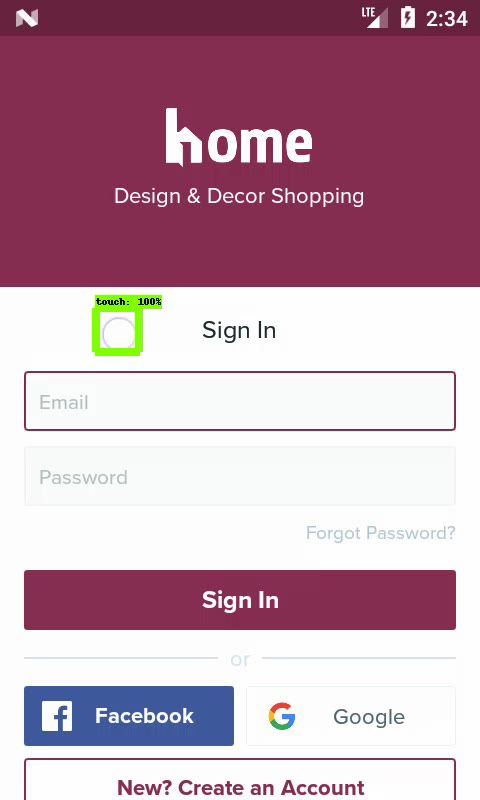 LTE 2:34
home
Design & Decor Shopping
touch: 100%
Sign In
Email
Password
Forgot Password?
Sign In
or
Facebook
Google
New? Create an Account